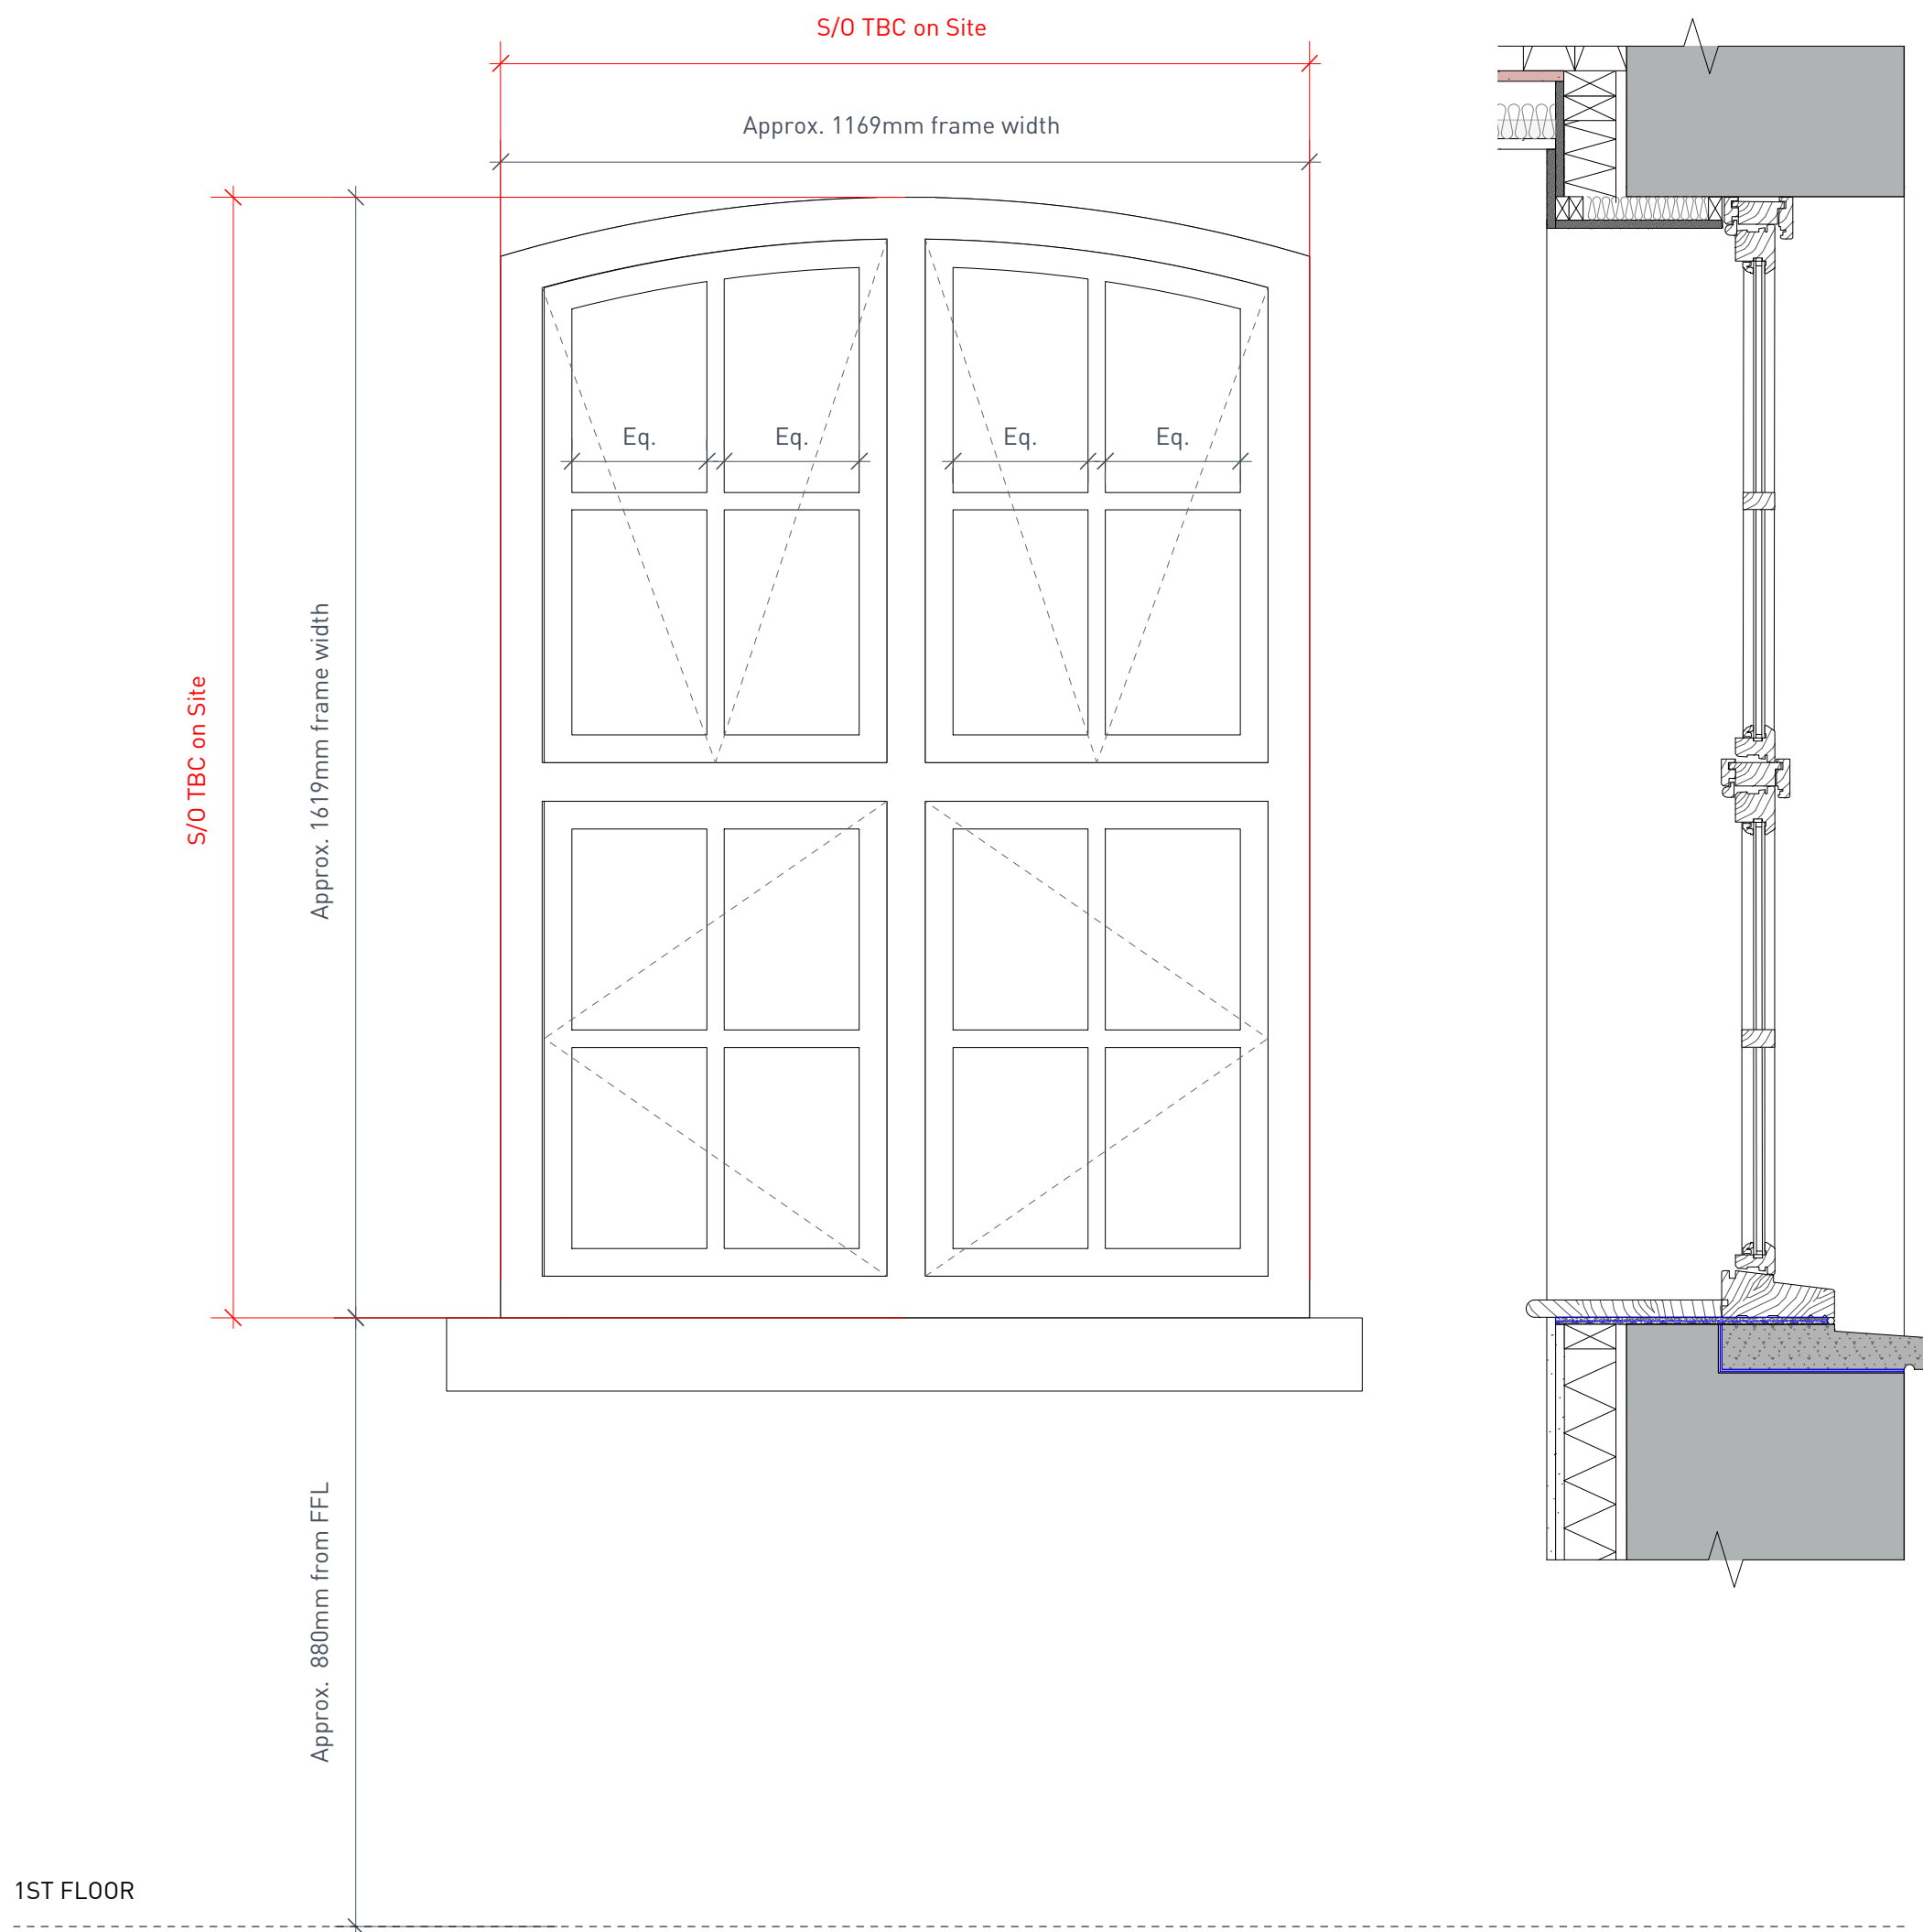 S/O TBC on Site
Approx. 1169mm frame width
S/O TBC on Site
Approx. 1619mm frame width
Eq.
Eq.
Eq.
Eq.
Approx. 880mm from FFL
1ST FLOOR